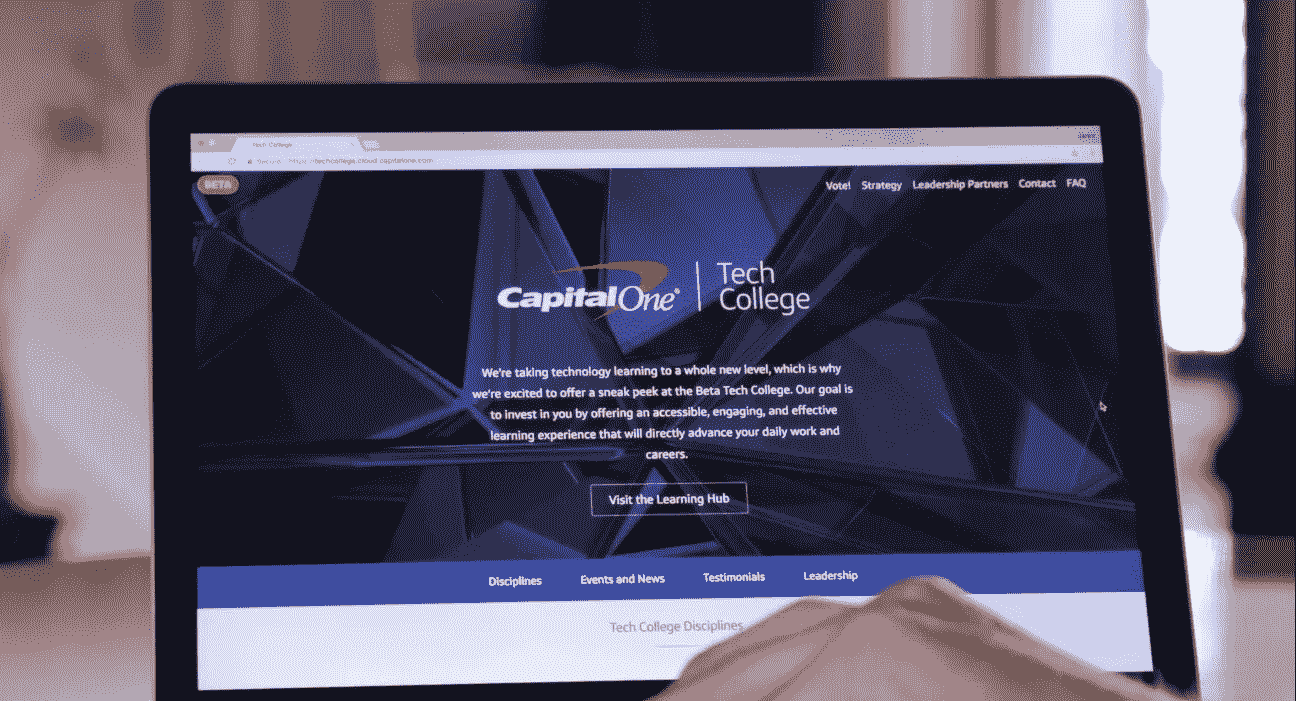 Tech College
Secure https://techcollege.cloud.capitalone.com
BETA
Vote! Strategy Leadership Partners Contact FAQ
CapitalOne® Tech
College
We're taking technology learning to a whole new level, which is why
we're excited to offer a sneak peek at the Beta Tech College. Our goal is
to invest in you by offering an accessible, engaging, and effective
learning experience that will directly advance your daily work and
careers.
Visit the Learning Hub
Disciplines Events and News Testimonials Leadership
Tech College Disciplines